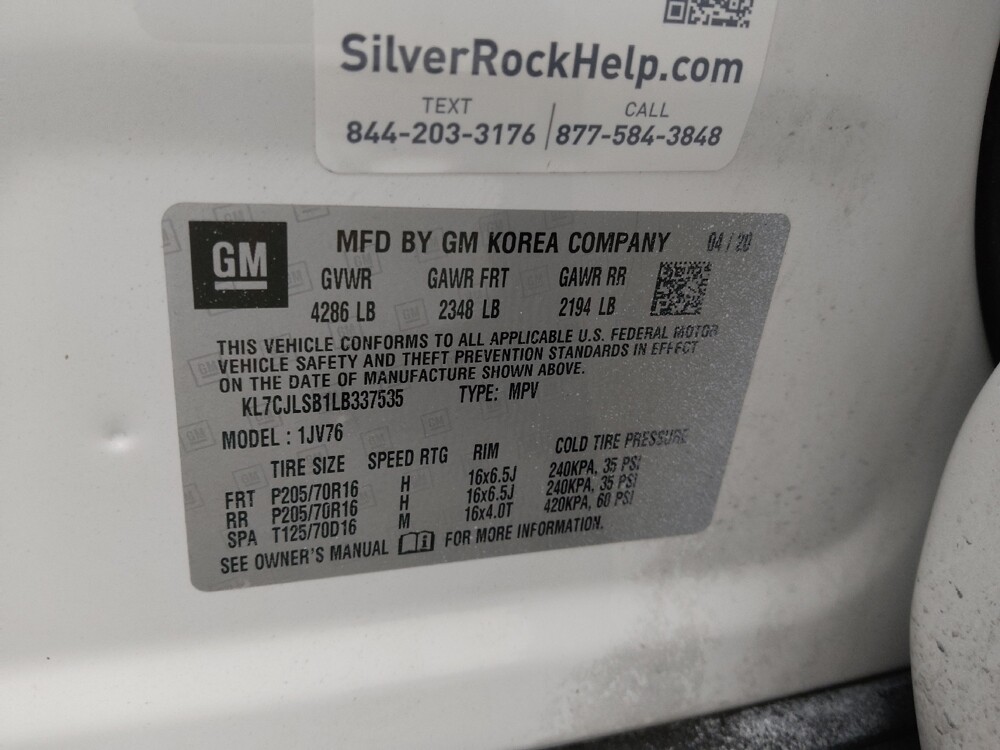 SilverRockHelp.com
TEXT CALL
844-203-3176 877-584-3848
GM MFD BY GM KOREA COMPANY 04 / 20
GVWR GAWR FRT GAWR RR
4286 LB 2348 LB 2194 LB
THIS VEHICLE CONFORMS TO ALL APPLICABLE U.S. FEDERAL MOTOR
VEHICLE SAFETY AND THEFT PREVENTION STANDARDS IN EFFECT
ON THE DATE OF MANUFACTURE SHOWN ABOVE.
KL7CJLSB1LB337535 TYPE: MPV
MODEL : 1JV76
TIRE SIZE SPEED RTG RIM COLD TIRE PRESSURE
FRT P205/70R16 H 16x6.5J 240KPA, 35 PSI
RR P205/70R16 H 16x6.5J 240KPA, 35 PSI
SPA T125/70D16 M 16x4.0T 420KPA, 60 PSI
SEE OWNER'S MANUAL FOR MORE INFORMATION.